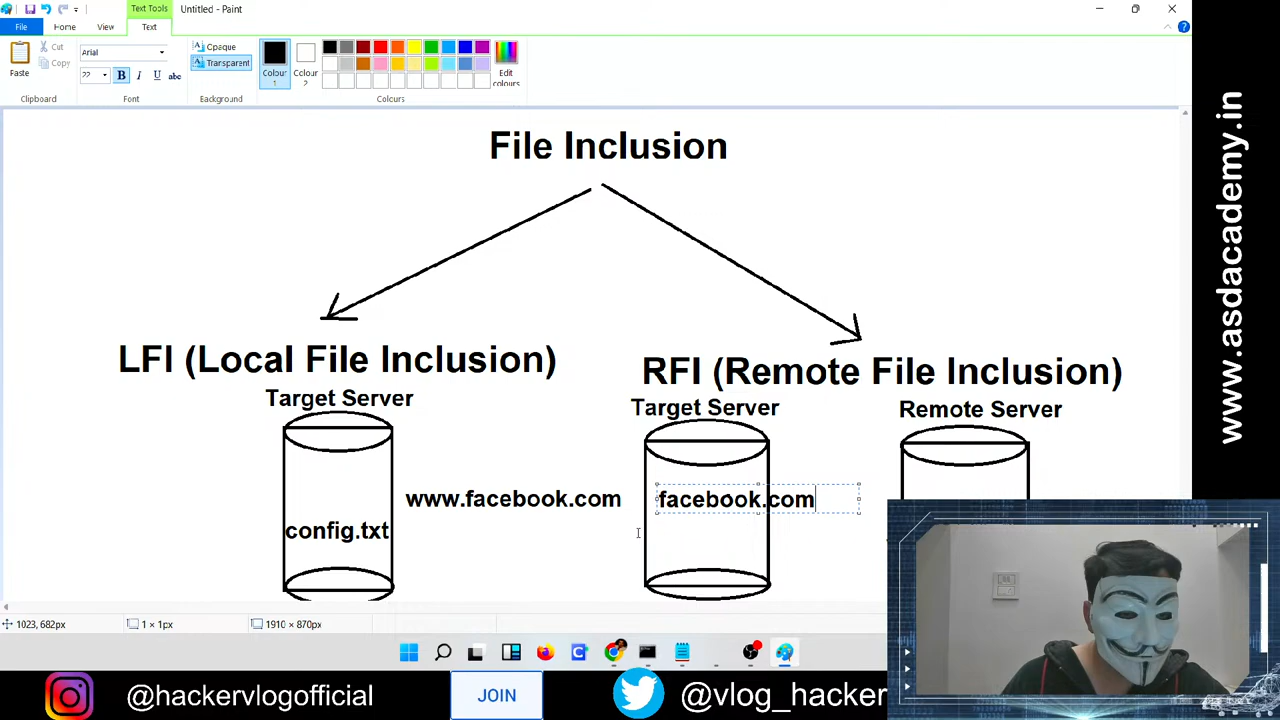 Text Tools
Untitled - Paint
File
Home
View
Text
Paste
Cut
Copy
Clipboard
Arial
22
B
I
U
abc
Font
Opaque
Transparent
Background
Colour
1
Colour
2
Edit
colours
Colours
File Inclusion
LFI (Local File Inclusion)
RFI (Remote File Inclusion)
Target Server
Target Server
Remote Server
www.facebook.com
facebook.com
config.txt
1023, 682px
1 × 1px
1910 × 870px
@hackervlogofficial
JOIN
@vlog_hacker
www.asdacademy.in